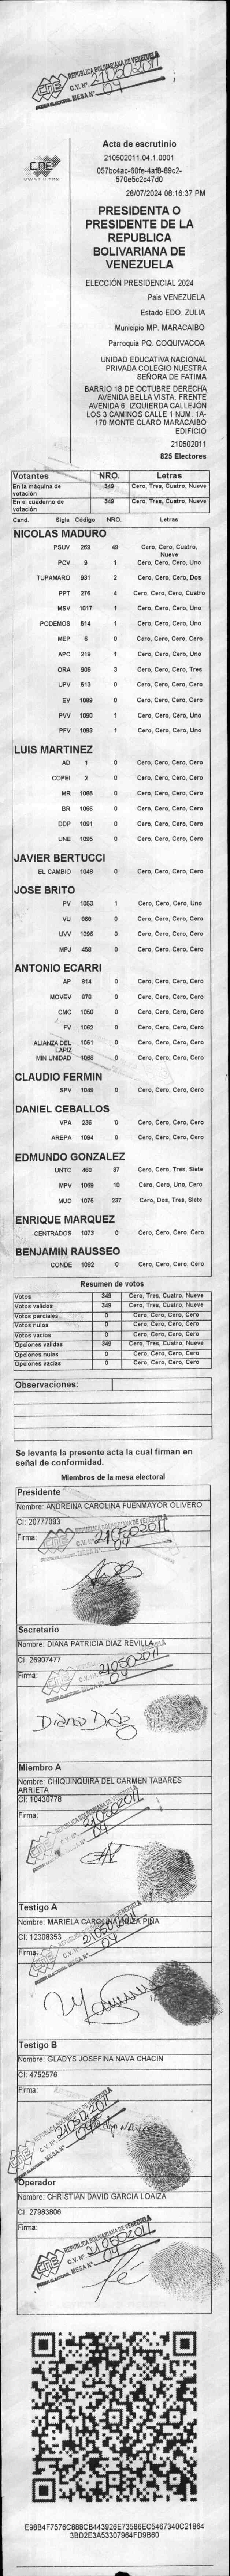 REPUBLICA BOLIVARIANA DE VENEZUELA
CNE C.V. N° 210502011
MESA N° 04
CNE
Acta de escrutinio
210502011.04.1.0001
057bc4ac-60fe-4af8-89c2-
570e5c2c47d0
28/07/2024 08:16:37 PM
PRESIDENTA O
PRESIDENTE DE LA
REPUBLICA
BOLIVARIANA DE
VENEZUELA
ELECCIÓN PRESIDENCIAL 2024
Pais VENEZUELA
Estado EDO. ZULIA
Municipio MP. MARACAIBO
Parroquia PQ. COQUIVACOA
UNIDAD EDUCATIVA NACIONAL
PRIVADA COLEGIO NUESTRA
SEÑORA DE FATIMA
BARRIO 18 DE OCTUBRE DERECHA
AVENIDA BELLA VISTA. FRENTE
AVENIDA 6 IZQUIERDA CALLEJÓN
LOS 3 CAMINOS CALLE 1 NUM. 1A-
170 MONTE CLARO MARACAIBO
EDIFICIO
210502011
825 Electores
Votantes NRO. Letras
En la máquina de votación 349 Cero, Tres, Cuatro, Nueve
En el cuaderno de votación 349 Cero, Tres, Cuatro, Nueve
Cand. Sigla Código NRO. Letras
NICOLAS MADURO
PSUV 269 49 Cero, Cero, Cuatro, Nueve
PCV 9 1 Cero, Cero, Cero, Uno
TUPAMARO 931 2 Cero, Cero, Cero, Dos
PPT 276 4 Cero, Cero, Cero, Cuatro
MSV 1017 1 Cero, Cero, Cero, Uno
PODEMOS 514 1 Cero, Cero, Cero, Uno
MEP 6 0 Cero, Cero, Cero, Cero
APC 219 1 Cero, Cero, Cero, Uno
ORA 906 3 Cero, Cero, Cero, Tres
UPV 513 0 Cero, Cero, Cero, Cero
EV 1089 0 Cero, Cero, Cero, Cero
PVV 1090 1 Cero, Cero, Cero, Uno
PFV 1093 1 Cero, Cero, Cero, Uno
LUIS MARTINEZ
AD 1 0 Cero, Cero, Cero, Cero
COPEI 2 0 Cero, Cero, Cero, Cero
MR 1065 0 Cero, Cero, Cero, Cero
BR 1066 0 Cero, Cero, Cero, Cero
DDP 1091 0 Cero, Cero, Cero, Cero
UNE 1095 0 Cero, Cero, Cero, Cero
JAVIER BERTUCCI
EL CAMBIO 1048 0 Cero, Cero, Cero, Cero
JOSE BRITO
PV 1053 1 Cero, Cero, Cero, Uno
VU 868 0 Cero, Cero, Cero, Cero
UVV 1096 0 Cero, Cero, Cero, Cero
MPJ 458 0 Cero, Cero, Cero, Cero
ANTONIO ECARRI
AP 814 0 Cero, Cero, Cero, Cero
MOVEV 878 0 Cero, Cero, Cero, Cero
CMC 1050 0 Cero, Cero, Cero, Cero
FV 1062 0 Cero, Cero, Cero, Cero
ALIANZA DEL LAPIZ 1051 0 Cero, Cero, Cero, Cero
MIN UNIDAD 1088 0 Cero, Cero, Cero, Cero
CLAUDIO FERMIN
SPV 1049 0 Cero, Cero, Cero, Cero
DANIEL CEBALLOS
VPA 236 0 Cero, Cero, Cero, Cero
AREPA 1094 0 Cero, Cero, Cero, Cero
EDMUNDO GONZALEZ
UNTC 460 37 Cero, Cero, Tres, Siete
MPV 1069 10 Cero, Cero, Uno, Cero
MUD 1075 237 Cero, Dos, Tres, Siete
ENRIQUE MARQUEZ
CENTRADOS 1073 0 Cero, Cero, Cero, Cero
BENJAMIN RAUSSEO
CONDE 1092 0 Cero, Cero, Cero, Cero
Resumen de votos
Votos 349 Cero, Tres, Cuatro, Nueve
Votos validos 349 Cero, Tres, Cuatro, Nueve
Votos parciales 0 Cero, Cero, Cero, Cero
Votos nulos 0 Cero, Cero, Cero, Cero
Votos vacios 0 Cero, Cero, Cero, Cero
Opciones validas 349 Cero, Tres, Cuatro, Nueve
Opciones nulas 0 Cero, Cero, Cero, Cero
Opciones vacias 0 Cero, Cero, Cero, Cero
Observaciones:
Se levanta la presente acta la cual firman en
señal de conformidad.
Miembros de la mesa electoral
Presidente
Nombre: ANDREINA CAROLINA FUENMAYOR OLIVERO
CI: 20777093
Firma:
210502011
04
Secretario
Nombre: DIANA PATRICIA DIAZ REVILLA
CI: 26907477
Firma:
210502011
04
Diana Díaz
Miembro A
Nombre: CHIQUINQUIRA DEL CARMEN TABARES
ARRIETA
CI: 10430778
Firma:
210502011
04
Testigo A
Nombre: MARIELA PIÑA
CI: 12308353
Firma:
210502011
04
Testigo B
Nombre: GLADYS JOSEFINA NAVA CHACIN
CI: 4752576
Firma:
210502011
Operador
Nombre: CHRISTIAN DAVID GARCIA LOAIZA
CI: 27983806
Firma:
REPUBLICA BOLIVARIANA DE VENEZUELA
CNE C.V. N° 210502011
MESA N° 04
E98B4F7576C888CB443926E73586EC5467340C21864
3BD2E3A53307964FD9B60